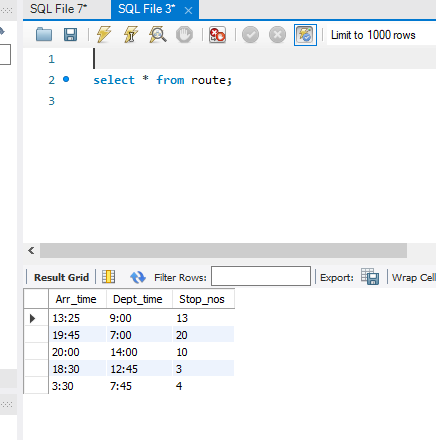 SQL File 7* SQL File 3* ×
Limit to 1000 rows
1
2 select * from route;
3
Result Grid Filter Rows: Export: Wrap Cell
Arr_time Dept_time Stop_nos
13:25 9:00 13
19:45 7:00 20
20:00 14:00 10
18:30 12:45 3
3:30 7:45 4